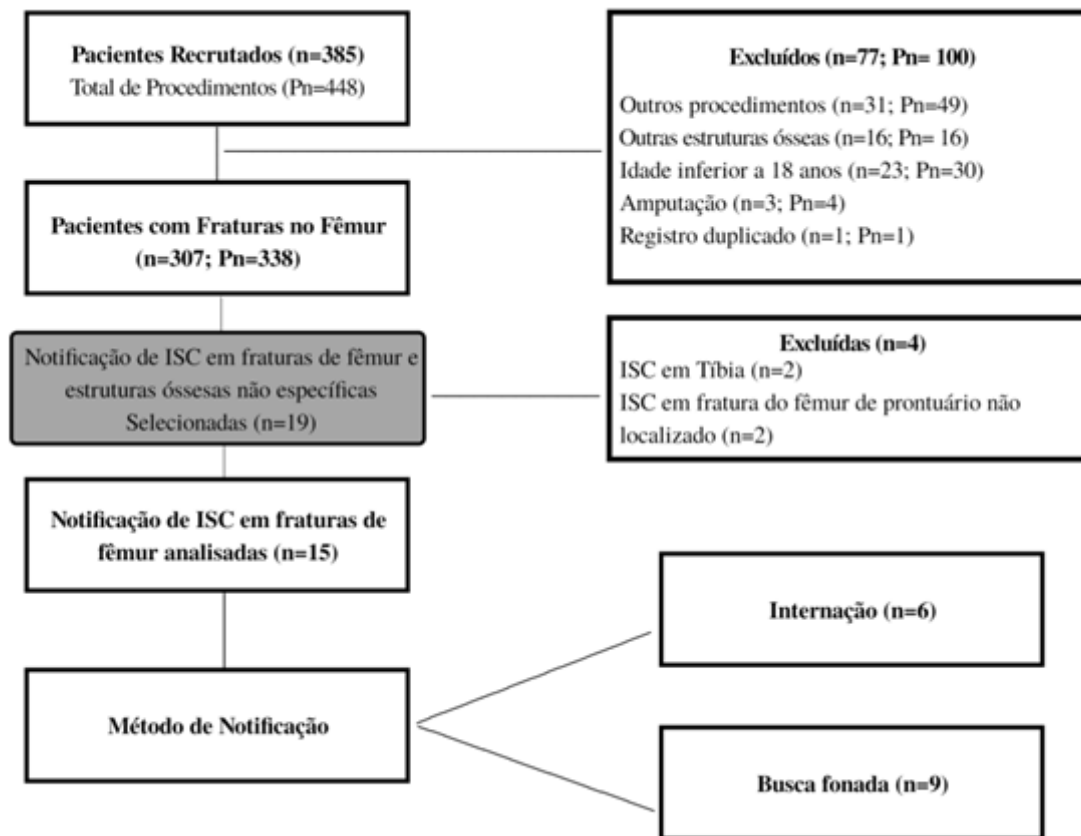 Pacientes Recrutados (n=385)
Total de Procedimentos (Pn=448)
Excluídos (n=77; Pn= 100)
Outros procedimentos (n=31; Pn=49)
Outras estruturas ósseas (n=16; Pn= 16)
Idade inferior a 18 anos (n=23; Pn=30)
Amputação (n=3; Pn=4)
Registro duplicado (n=1; Pn=1)
Pacientes com Fraturas no Fêmur
(n=307; Pn=338)
Notificação de ISC em fraturas de fêmur e
estruturas óssesas não específicas
Selecionadas (n=19)
Excluídas (n=4)
ISC em Tíbia (n=2)
ISC em fratura do fêmur de prontuário não
localizado (n=2)
Notificação de ISC em fraturas de
fêmur analisadas (n=15)
Método de Notificação
Internação (n=6)
Busca fonada (n=9)